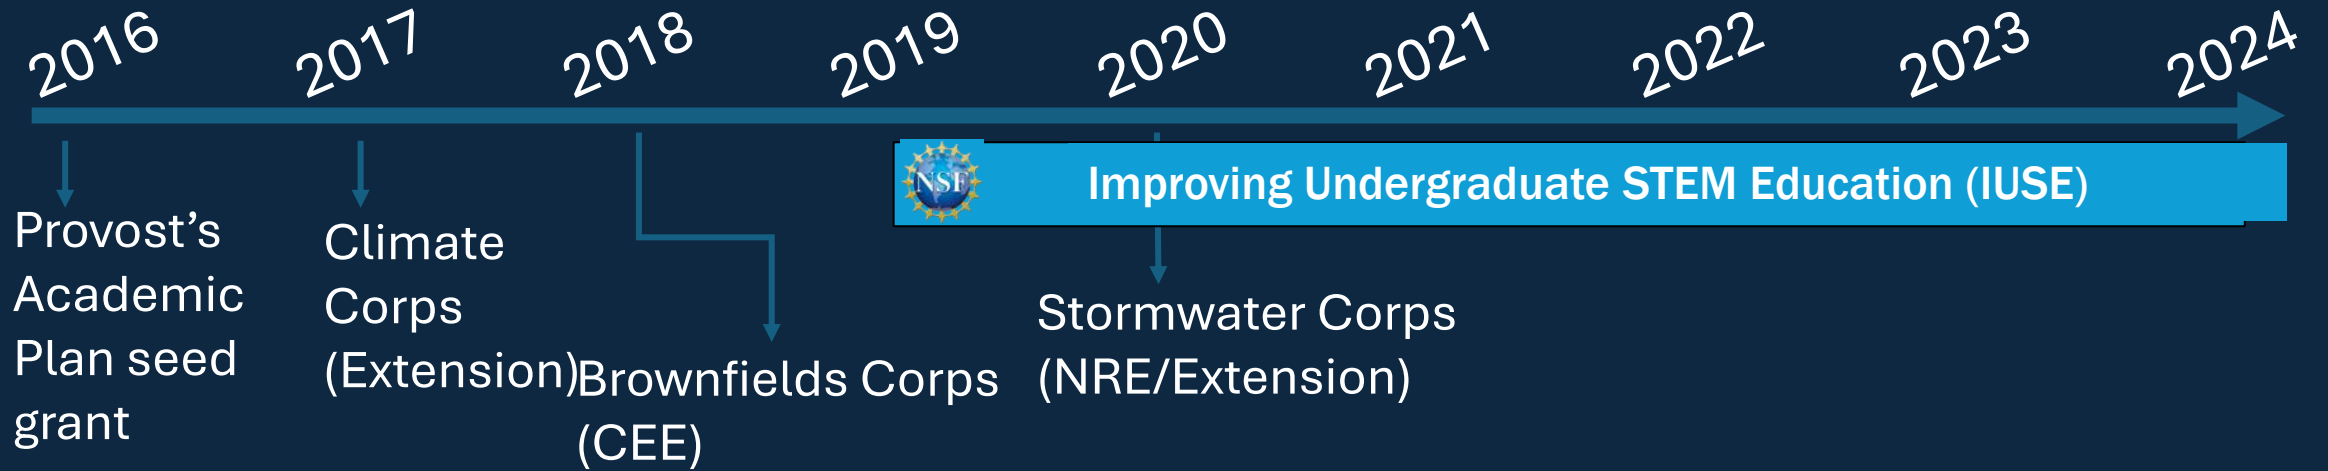 2016 2017 2018 2019 2020 2021 2022 2023 2024
NSF
Improving Undergraduate STEM Education (IUSE)
Provost’s
Academic
Plan seed
grant
Climate
Corps
(Extension)
Brownfields Corps
(CEE)
Stormwater Corps
(NRE/Extension)